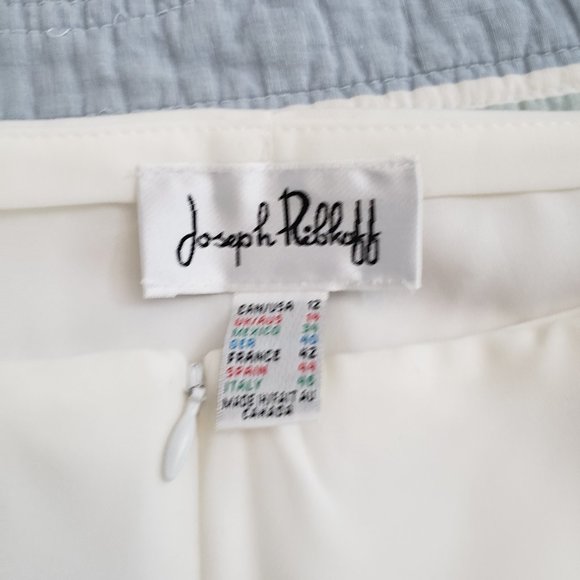 Joseph Ribkoff
CAN/USA 12
UK/AUS 14
MEXICO 34
GER 40
FRANCE 42
SPAIN 44
ITALY 46
MADE IN/FAIT AU
CANADA